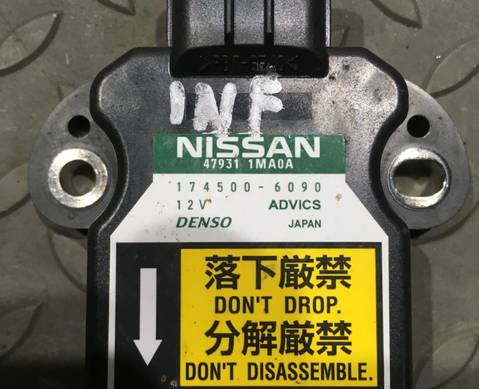 INF
NISSAN
47931 1MA0A
174500-6090
12V ADVICS
DENSO JAPAN
落下厳禁
DON'T DROP.
分解厳禁
DON'T DISASSEMBLE.